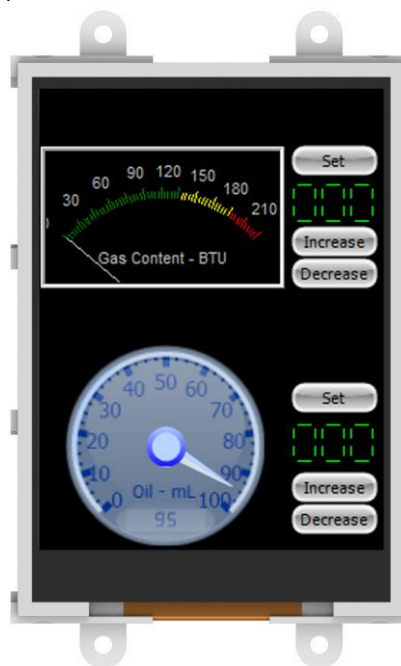 Set
30 60 90 120 150 180 210
000
Increase
Gas Content - BTU
Decrease
Set
0 10 20 30 40 50 60 70 80 90 100
000
Oil - mL
95
Increase
Decrease